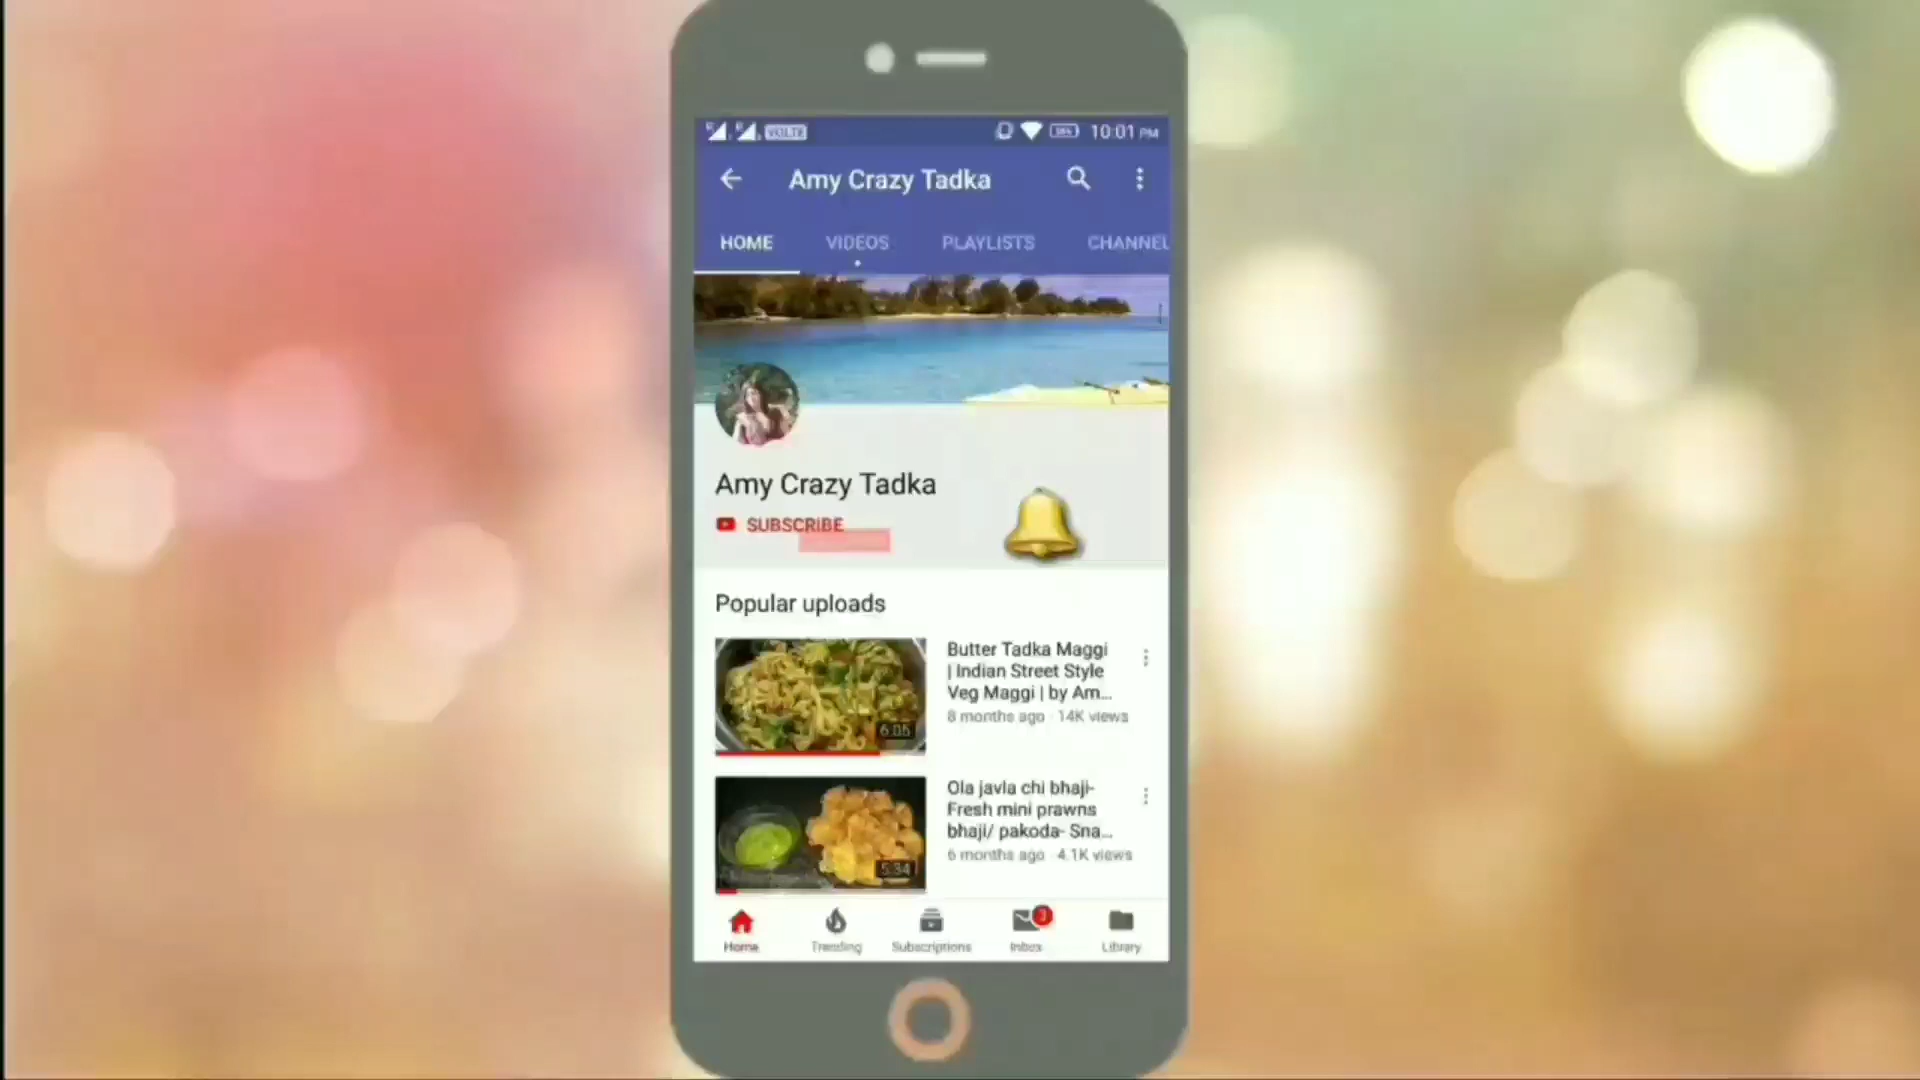 VOLTE
10:01 PM
Amy Crazy Tadka
HOME VIDEOS PLAYLISTS CHANNEL
Amy Crazy Tadka
SUBSCRIBE
Popular uploads
Butter Tadka Maggi
| Indian Street Style
Veg Maggi | by Am...
8 months ago · 14K views
6:05
Ola javla chi bhaji-
Fresh mini prawns
bhaji/ pakoda- Sna...
6 months ago · 4.1K views
5:34
3
Home Trending Subscriptions Inbox Library